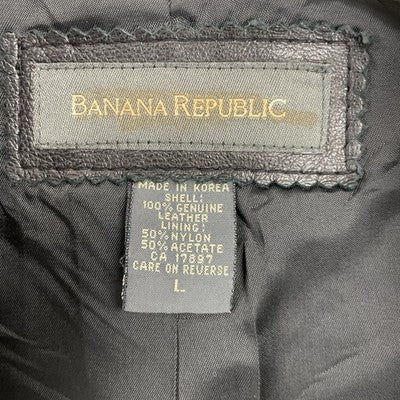 BANANA REPUBLIC
MADE IN KOREA
SHELL:
100% GENUINE
LEATHER
LINING:
50% NYLON
50% ACETATE
CA 17897
CARE ON REVERSE
L